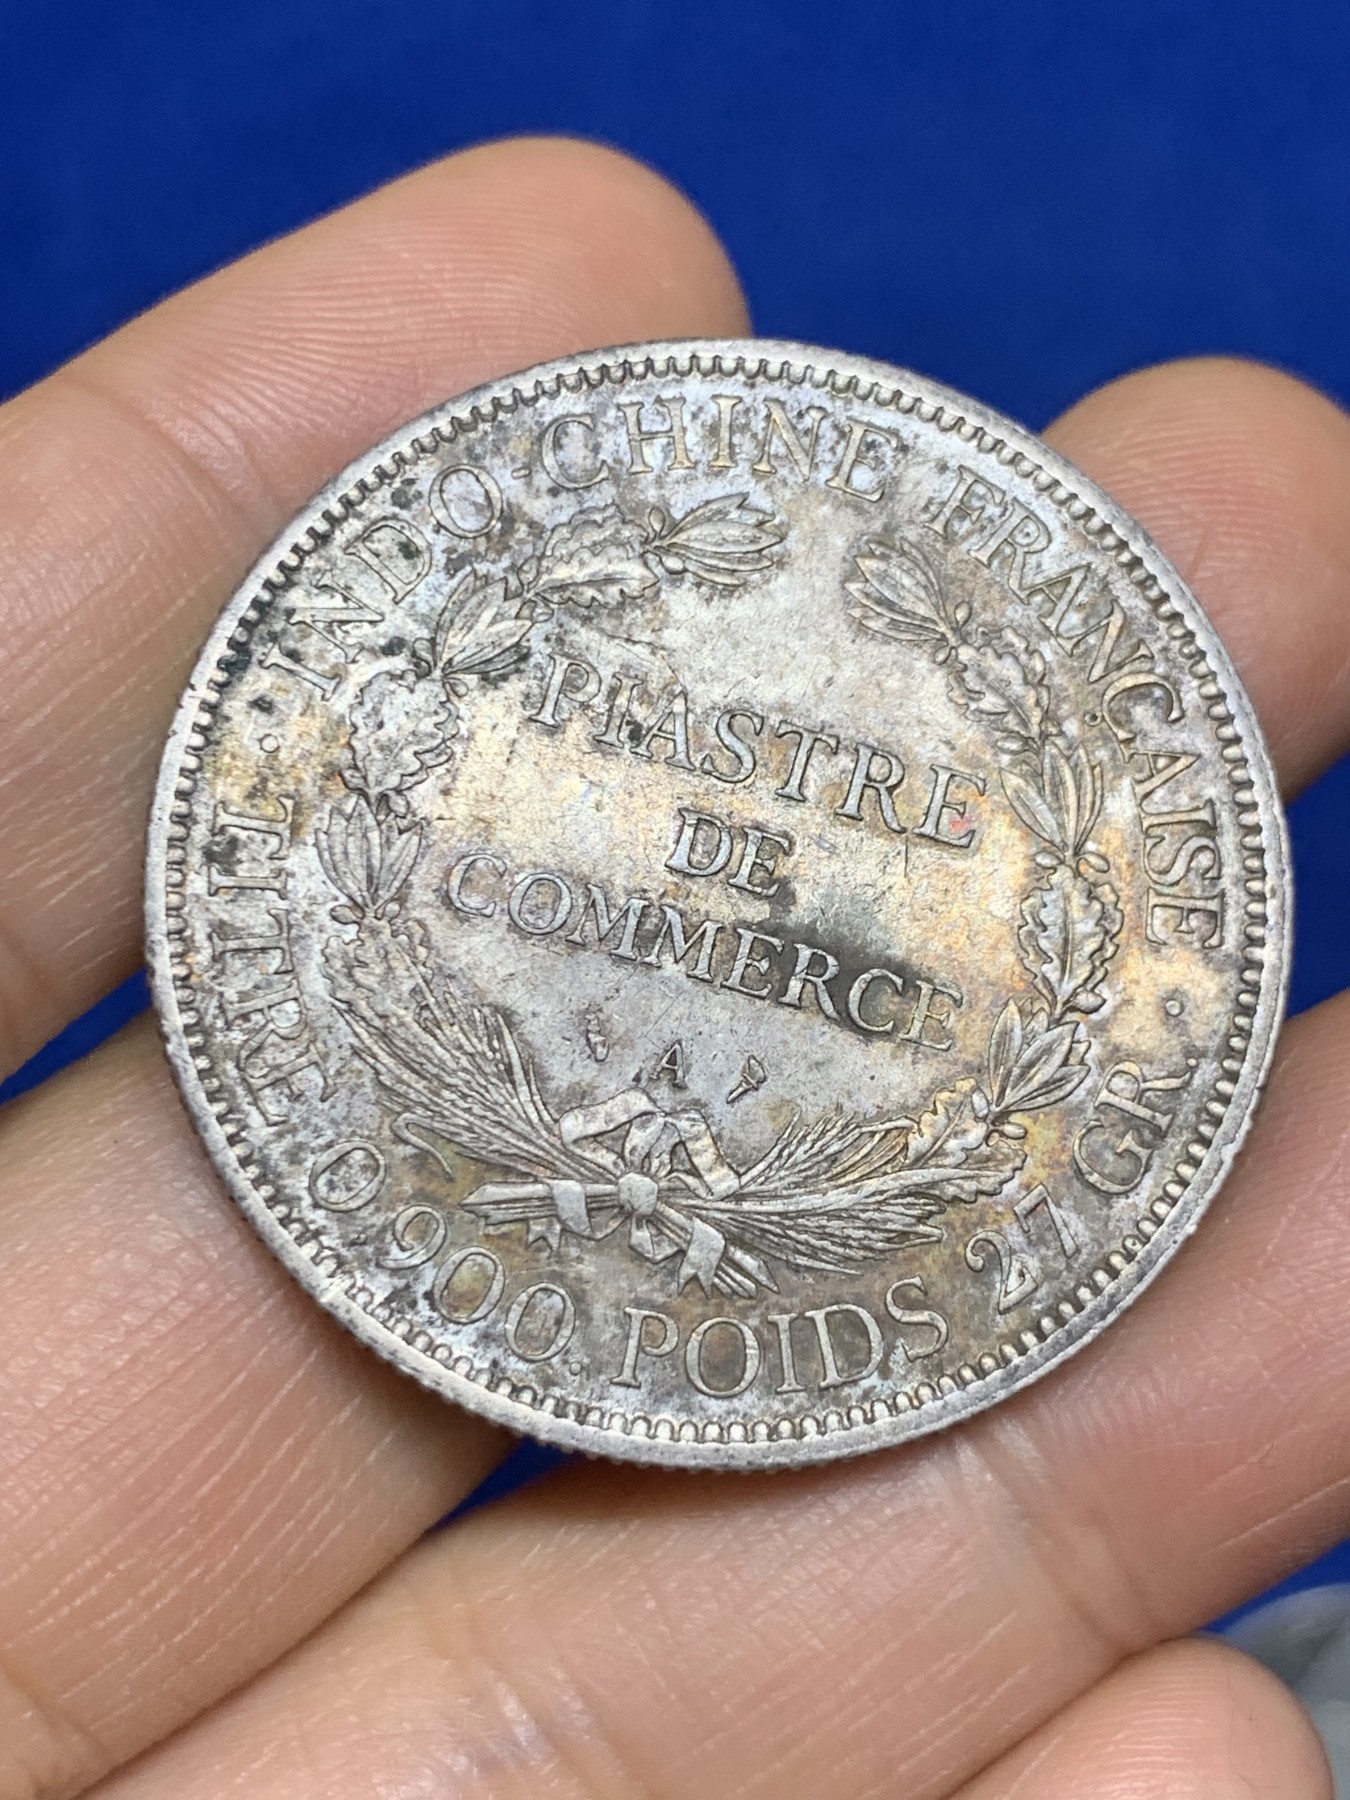 INDO-CHINE FRANÇAISE
PIASTRE
DE
COMMERCE
A
TITRE 0,900. POIDS 27 GR.